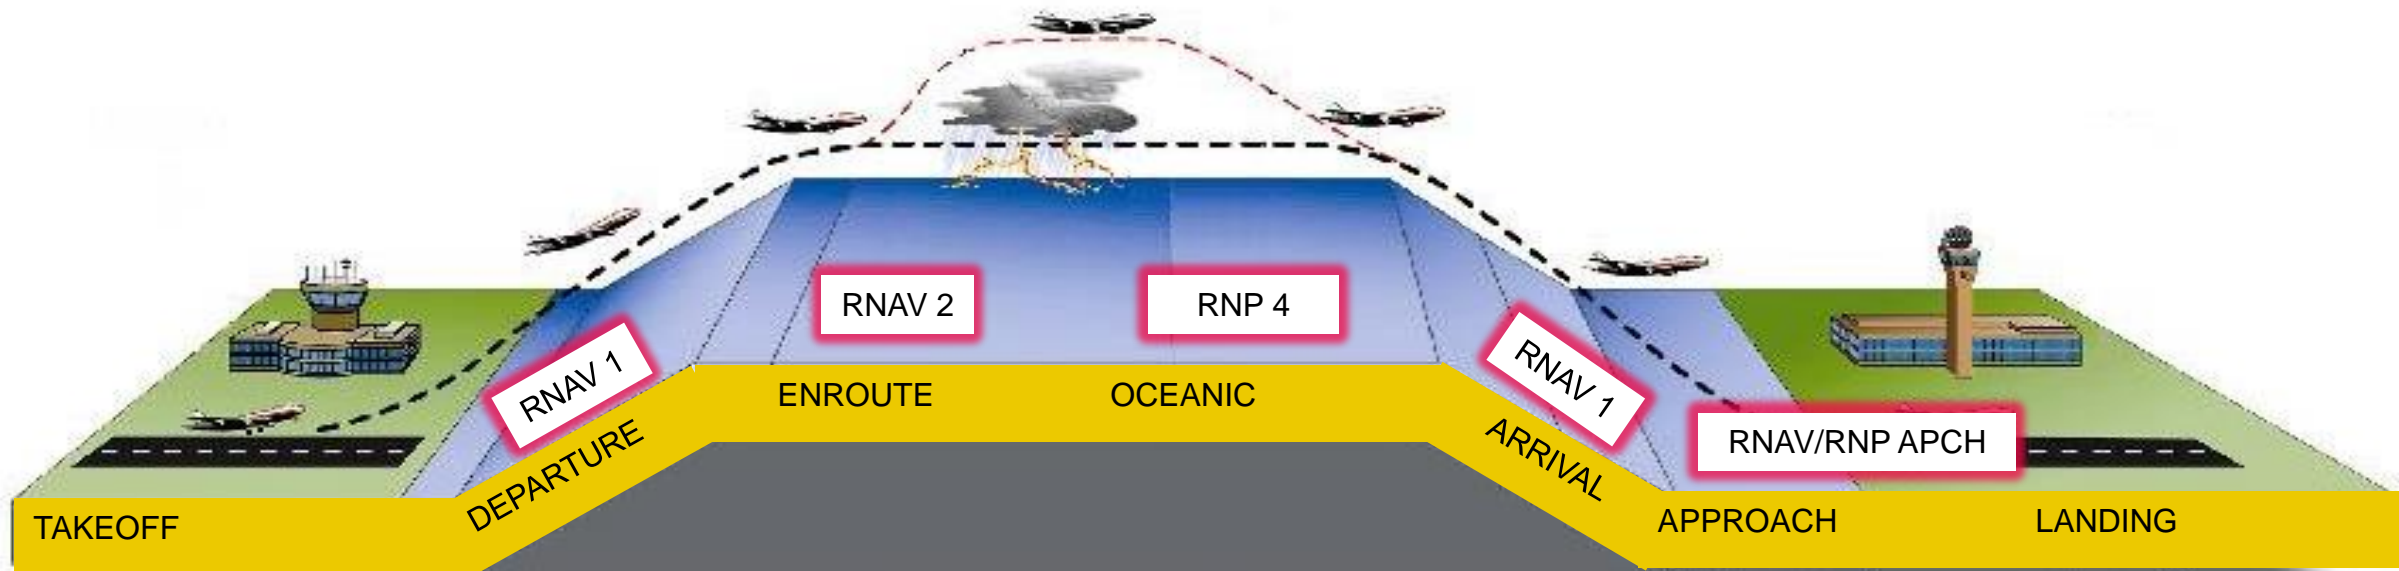 RNAV 1
RNAV 2
RNP 4
RNAV 1
RNAV/RNP APCH
TAKEOFF
DEPARTURE
ENROUTE
OCEANIC
ARRIVAL
APPROACH
LANDING